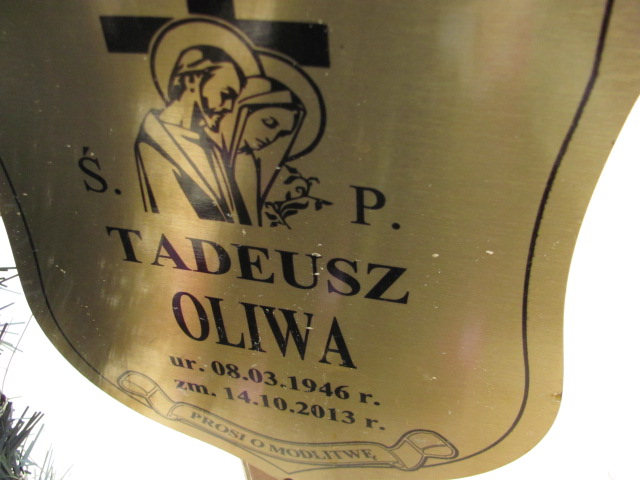 Ś. P.
TADEUSZ
OLIWA
ur. 08.03.1946 r.
zm. 14.10.2013 r.
PROSI O MODLITWĘ